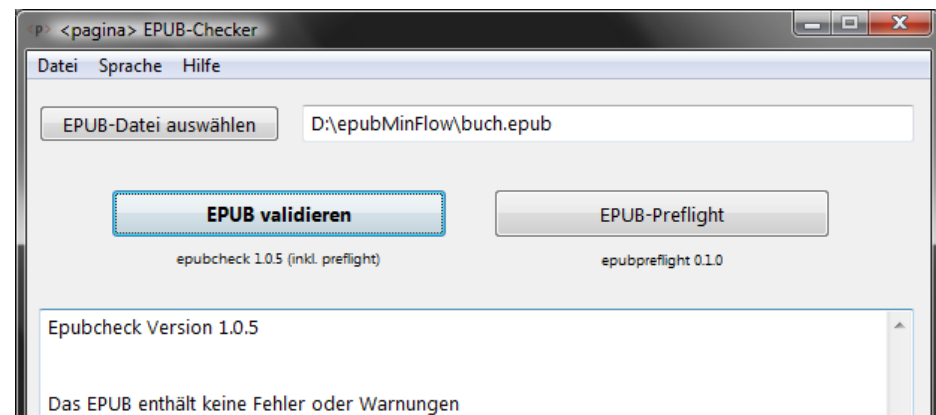 <p> <pagina> EPUB-Checker
Datei Sprache Hilfe
EPUB-Datei auswählen D:\epubMinFlow\buch.epub
EPUB validieren EPUB-Preflight
epubcheck 1.0.5 (inkl. preflight) epubpreflight 0.1.0
Epubcheck Version 1.0.5
Das EPUB enthält keine Fehler oder Warnungen